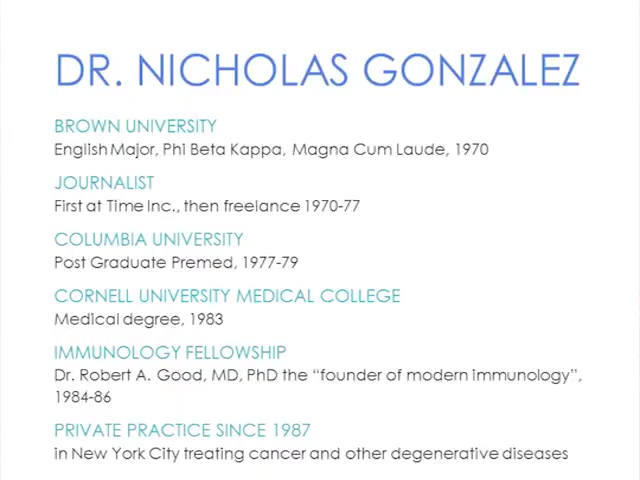 DR. NICHOLAS GONZALEZ
BROWN UNIVERSITY
English Major, Phi Beta Kappa, Magna Cum Laude, 1970
JOURNALIST
First at Time Inc., then freelance 1970-77
COLUMBIA UNIVERSITY
Post Graduate Premed, 1977-79
CORNELL UNIVERSITY MEDICAL COLLEGE
Medical degree, 1983
IMMUNOLOGY FELLOWSHIP
Dr. Robert A. Good, MD, PhD the “founder of modern immunology”,
1984-86
PRIVATE PRACTICE SINCE 1987
in New York City treating cancer and other degenerative diseases